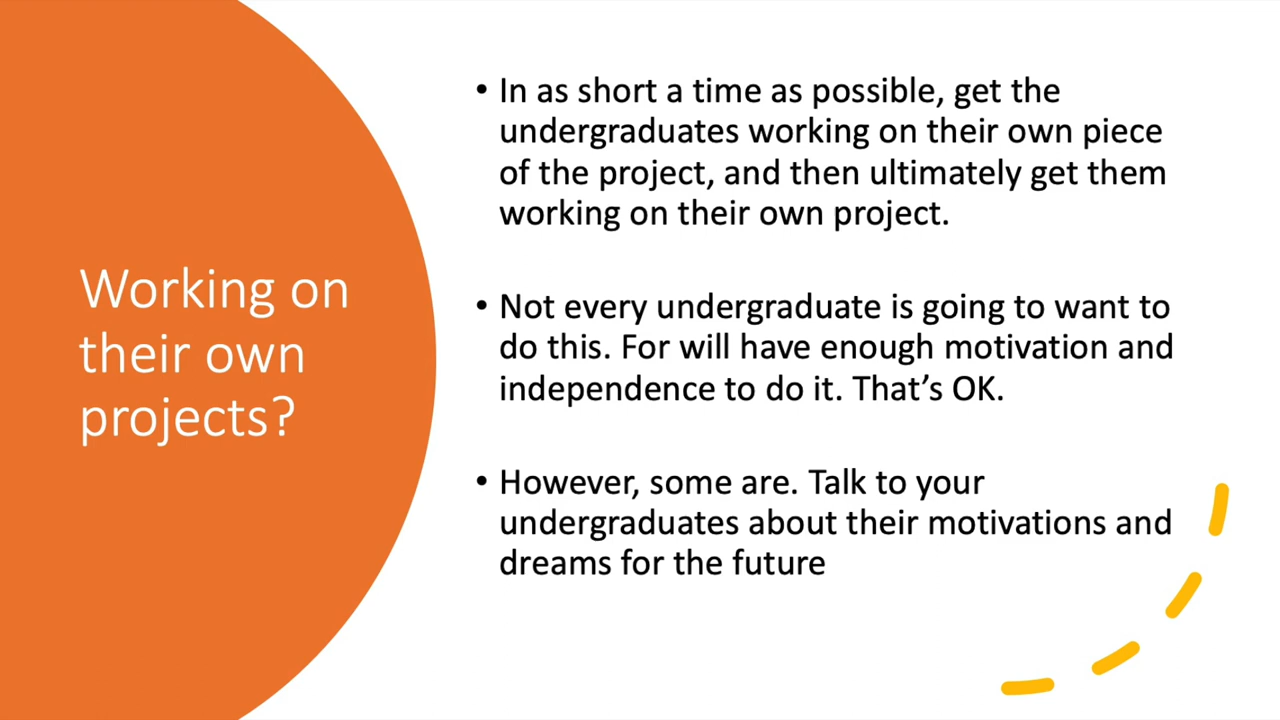 Working on
their own
projects?
• In as short a time as possible, get the
undergraduates working on their own piece
of the project, and then ultimately get them
working on their own project.
• Not every undergraduate is going to want to
do this. For will have enough motivation and
independence to do it. That’s OK.
• However, some are. Talk to your
undergraduates about their motivations and
dreams for the future